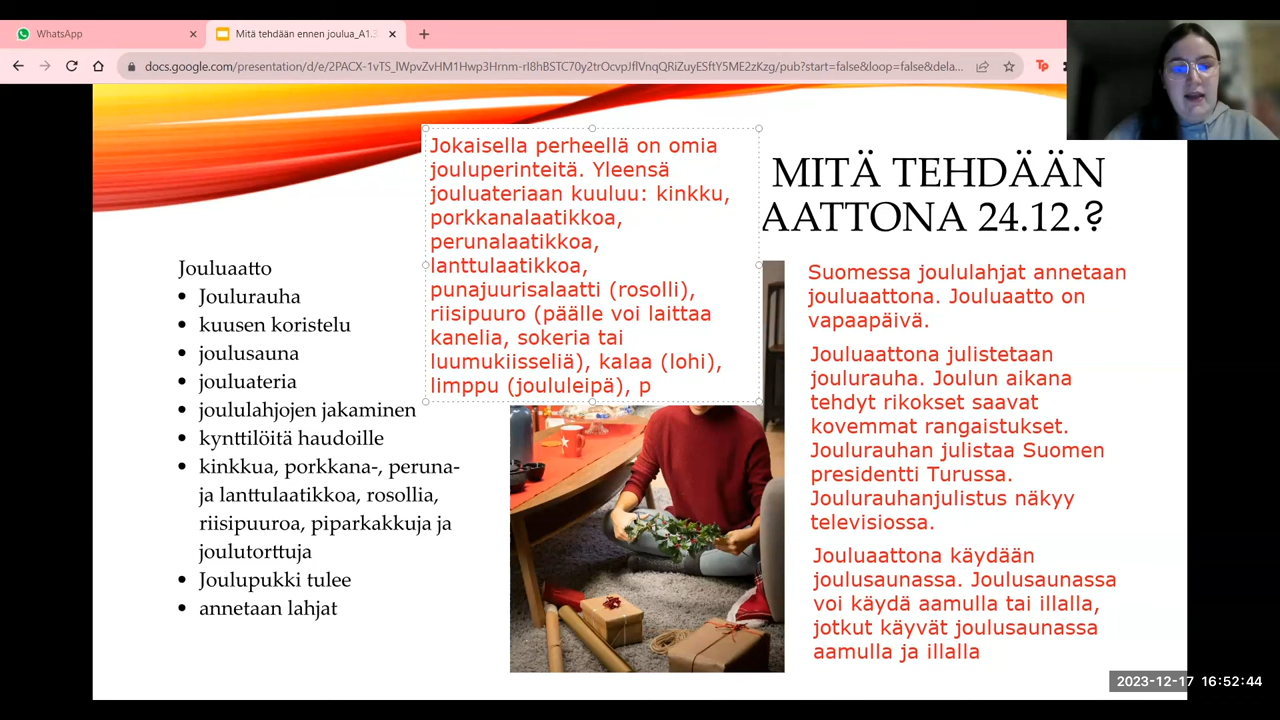 WhatsApp
Mitä tehdään ennen joulua_A1.3
docs.google.com/presentation/d/e/2PACX-1vTS_lWpvZvHM1Hwp3Hrnm-rI8hBSTC70y2trOcvpJflVnqQRiZuyESftY5ME2zKzg/pub?start=false&loop=false&dela...
MITÄ TEHDÄÄN
AATTONA 24.12.?
Jouluaatto
• Joulurauha
• kuusen koristelu
• joulusauna
• jouluateria
• joululahjojen jakaminen
• kynttilöitä haudoille
• kinkkua, porkkana-, peruna-
ja lanttulaatikkoa, rosollia,
riisipuuroa, piparkakkuja ja
joulutorttuja
• Joulupukki tulee
• annetaan lahjat
Jokaisella perheellä on omia
jouluperinteitä. Yleensä
jouluateriaan kuuluu: kinkku,
porkkanalaatikkoa,
perunalaatikkoa,
lanttulaatikkoa,
punajuurisalaatti (rosolli),
riisipuuro (päälle voi laittaa
kanelia, sokeria tai
luumukiisseliä), kalaa (lohi),
limppu (joululeipä), p
Suomessa joululahjat annetaan
jouluaattona. Jouluaatto on
vapaapäivä.
Jouluaattona julistetaan
joulurauha. Joulun aikana
tehdyt rikokset saavat
kovemmat rangaistukset.
Joulurauhan julistaa Suomen
presidentti Turussa.
Joulurauhanjulistus näkyy
televisiossa.
Jouluaattona käydään
joulusaunassa. Joulusaunassa
voi käydä aamulla tai illalla,
jotkut käyvät joulusaunassa
aamulla ja illalla
2023-12-17 16:52:44